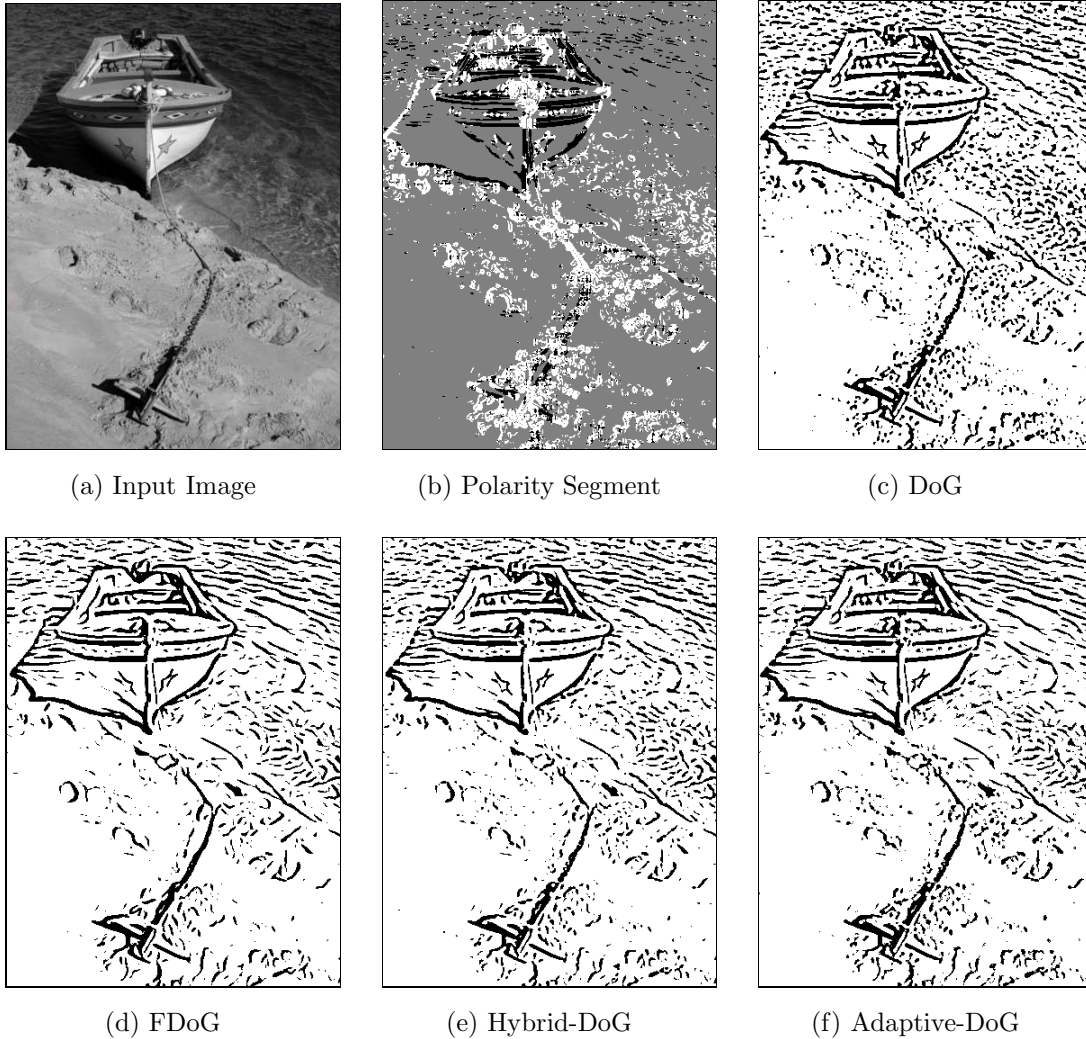 (a) Input Image
(b) Polarity Segment
(c) DoG
(d) FDoG
(e) Hybrid-DoG
(f) Adaptive-DoG